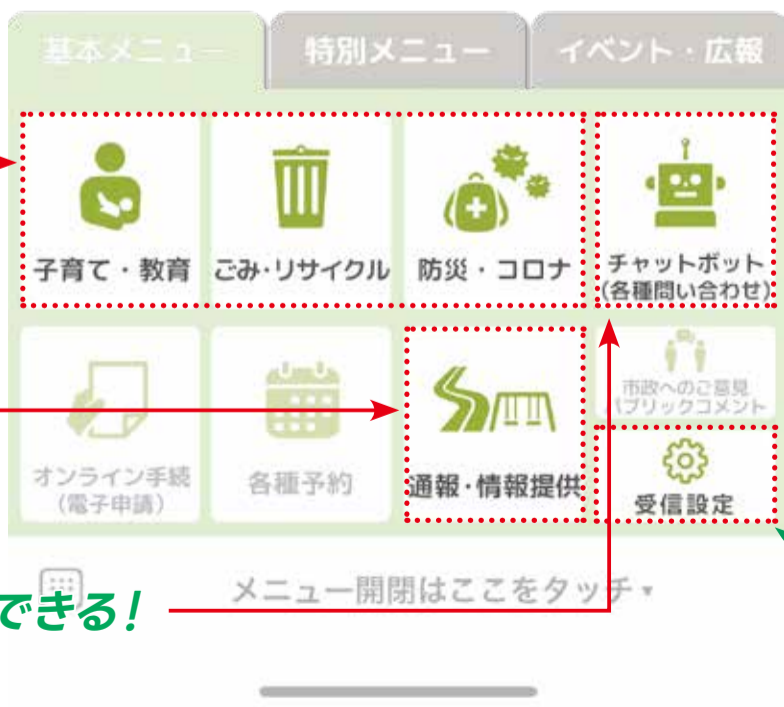 基本メニュー
特別メニュー
イベント・広報
子育て・教育
ごみ・リサイクル
防災・コロナ
チャットボット
(各種問い合わせ)
オンライン手続
(電子申請)
各種予約
通報・情報提供
市政へのご意見
パブリックコメント
受信設定
メニュー開閉はここをタッチ▼
できる!